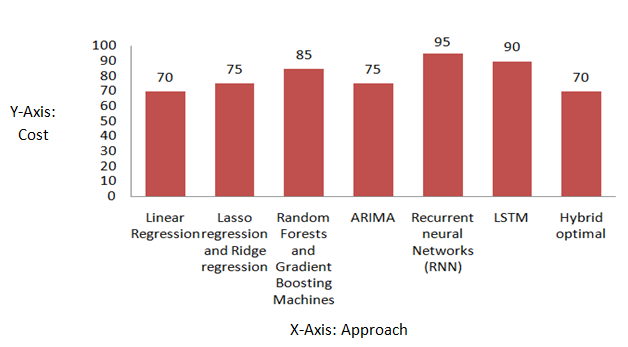 100
90
80
70
60
50
40
30
20
10
0
Y-Axis:
Cost
70
75
85
75
95
90
70
Linear
Regression
Lasso
regression
and Ridge
regression
Random
Forests
and
Gradient
Boosting
Machines
ARIMA
Recurrent
neural
Networks
(RNN)
LSTM
Hybrid
optimal
X-Axis: Approach